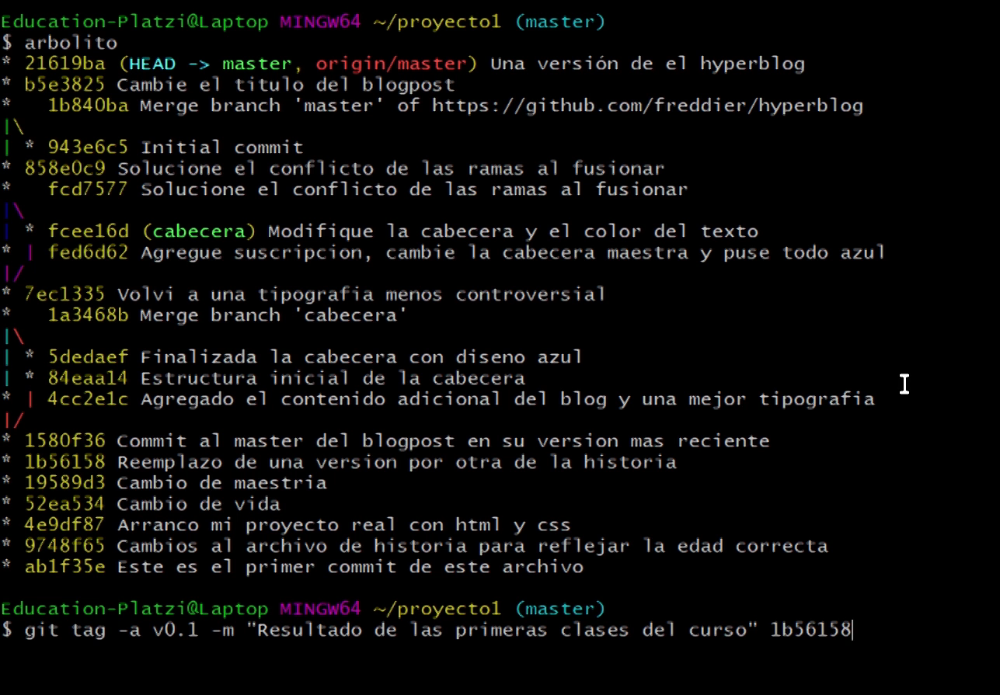 Education-Platzi@Laptop MINGW64 ~/proyecto1 (master)
$ arbolito
* 21619ba (HEAD -> master, origin/master) Una versión de el hyperblog
* b5e3825 Cambie el titulo del blogpost
*   1b840ba Merge branch 'master' of https://github.com/freddier/hyperblog
|\
| * 943e6c5 Initial commit
* 858e0c9 Solucione el conflicto de las ramas al fusionar
*   fcd7577 Solucione el conflicto de las ramas al fusionar
|\
| * fcee16d (cabecera) Modifique la cabecera y el color del texto
* | fed6d62 Agregue suscripcion, cambie la cabecera maestra y puse todo azul
|/
* 7ec1335 Volvi a una tipografia menos controversial
*   1a3468b Merge branch 'cabecera'
|\
| * 5dedaef Finalizada la cabecera con diseno azul
| * 84eaa14 Estructura inicial de la cabecera
* | 4cc2e1c Agregado el contenido adicional del blog y una mejor tipografia
|/
* 1580f36 Commit al master del blogpost en su version mas reciente
* 1b56158 Reemplazo de una version por otra de la historia
* 19589d3 Cambio de maestria
* 52ea534 Cambio de vida
* 4e9df87 Arranco mi proyecto real con html y css
* 9748f65 Cambios al archivo de historia para reflejar la edad correcta
* ab1f35e Este es el primer commit de este archivo
Education-Platzi@Laptop MINGW64 ~/proyecto1 (master)
$ git tag -a v0.1 -m "Resultado de las primeras clases del curso" 1b56158